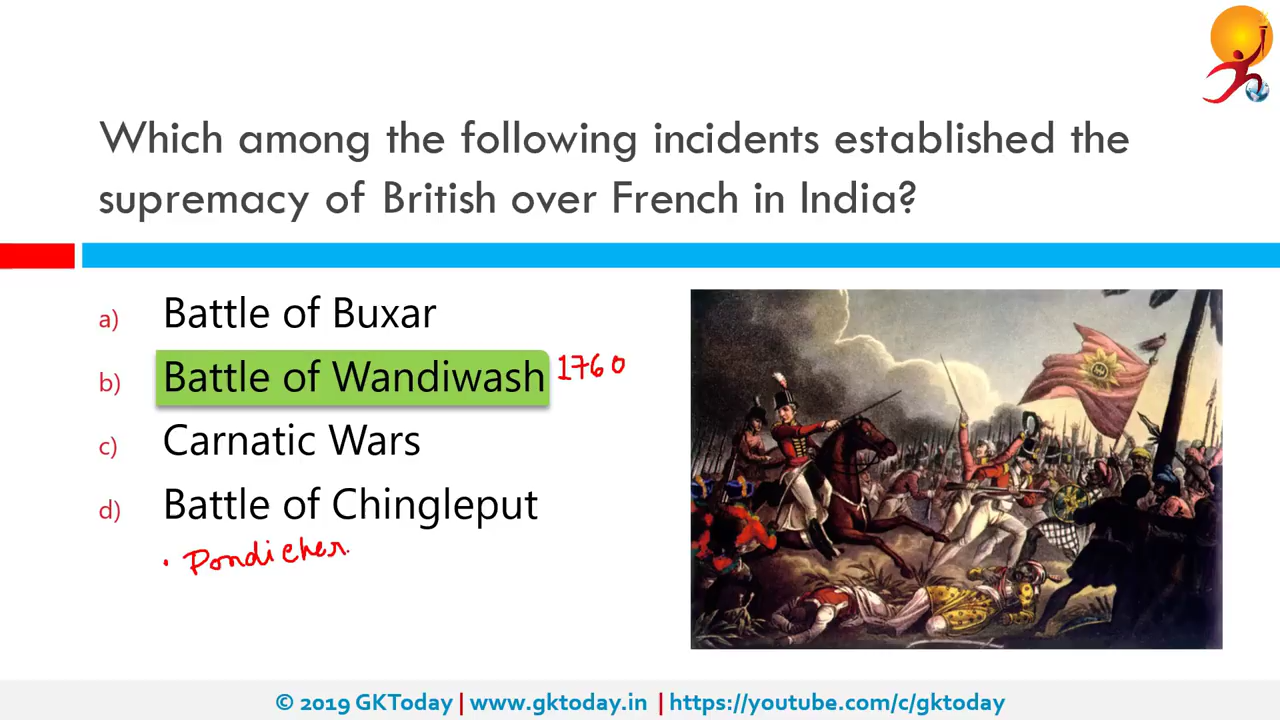 Which among the following incidents established the
supremacy of British over French in India?
a) Battle of Buxar
b) Battle of Wandiwash 1760
c) Carnatic Wars
d) Battle of Chingleput
· Pondicher
© 2019 GKToday | www.gktoday.in | https://youtube.com/c/gktoday